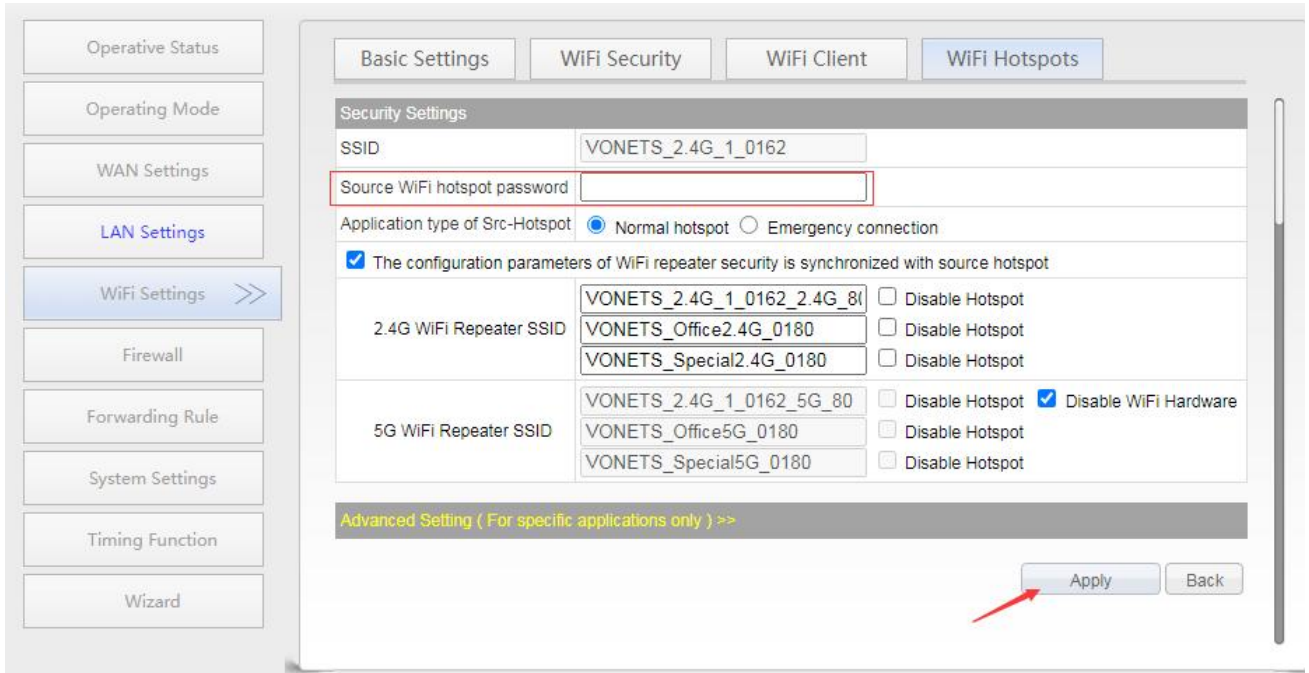 Operative Status
Operating Mode
WAN Settings
LAN Settings
WiFi Settings >>
Firewall
Forwarding Rule
System Settings
Timing Function
Wizard
Basic Settings WiFi Security WiFi Client WiFi Hotspots
Security Settings
SSID VONETS_2.4G_1_0162
Source WiFi hotspot password
Application type of Src-Hotspot Normal hotspot Emergency connection
The configuration parameters of WiFi repeater security is synchronized with source hotspot
VONETS_2.4G_1_0162_2.4G_8( Disable Hotspot
2.4G WiFi Repeater SSID VONETS_Office2.4G_0180 Disable Hotspot
VONETS_Special2.4G_0180 Disable Hotspot
VONETS_2.4G_1_0162_5G_80 Disable Hotspot Disable WiFi Hardware
5G WiFi Repeater SSID VONETS_Office5G_0180 Disable Hotspot
VONETS_Special5G_0180 Disable Hotspot
Advanced Setting ( For specific applications only ) >>
Apply Back